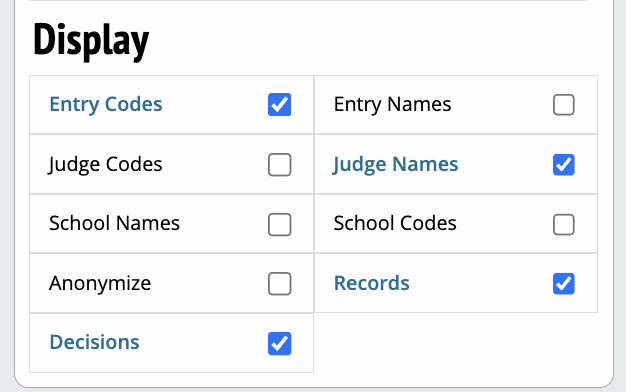 Display
Entry Codes
Entry Names
Judge Codes
Judge Names
School Names
School Codes
Anonymize
Records
Decisions